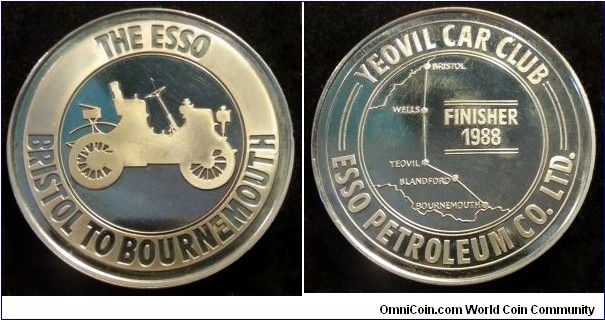 THE ESSO
BRISTOL TO BOURNEMOUTH
YEOVIL CAR CLUB
BRISTOL
WELLS
FINISHER
1988
YEOVIL
BLANDFORD
BOURNEMOUTH
ESSO PETROLEUM CO. LTD.
OmniCoin.com World Coin Community